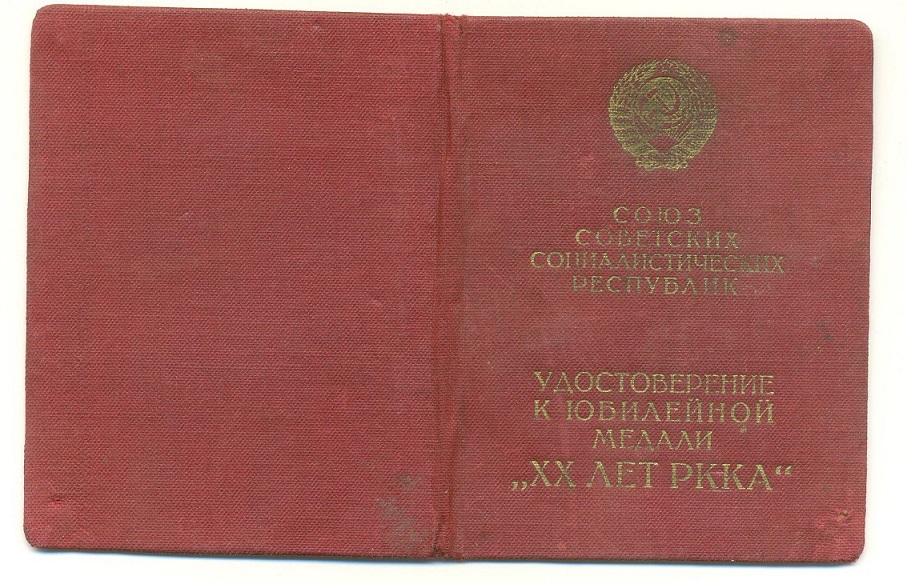 СОЮЗ
СОВЕТСКИХ
СОЦИАЛИСТИЧЕСКИХ
РЕСПУБЛИК
УДОСТОВЕРЕНИЕ
К ЮБИЛЕЙНОЙ
МЕДАЛИ
„XX ЛЕТ РККА“